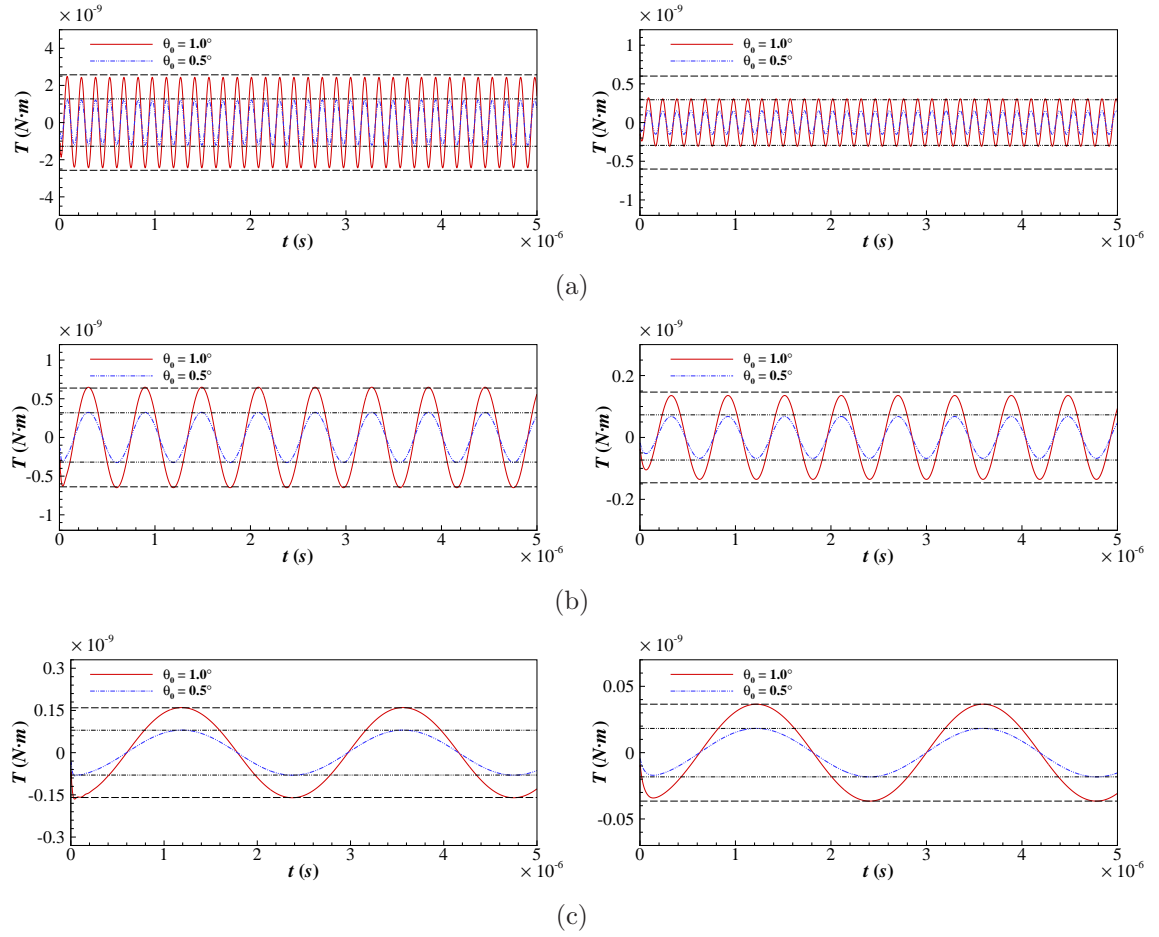 × 10⁻⁹
T (N·m)
4
2
0
-2
-4
θ₀ = 1.0°
θ₀ = 0.5°
0 1 2 3 4 5
t (s)
× 10⁻⁶
× 10⁻⁹
T (N·m)
1
0.5
0
-0.5
-1
θ₀ = 1.0°
θ₀ = 0.5°
0 1 2 3 4 5
t (s)
× 10⁻⁶
(a)
× 10⁻⁹
T (N·m)
1
0.5
0
-0.5
-1
θ₀ = 1.0°
θ₀ = 0.5°
0 1 2 3 4 5
t (s)
× 10⁻⁶
× 10⁻⁹
T (N·m)
0.2
0
-0.2
θ₀ = 1.0°
θ₀ = 0.5°
0 1 2 3 4 5
t (s)
× 10⁻⁶
(b)
× 10⁻⁹
T (N·m)
0.3
0.15
0
-0.15
-0.3
θ₀ = 1.0°
θ₀ = 0.5°
0 1 2 3 4 5
t (s)
× 10⁻⁶
× 10⁻⁹
T (N·m)
0.05
0
-0.05
θ₀ = 1.0°
θ₀ = 0.5°
0 1 2 3 4 5
t (s)
× 10⁻⁶
(c)